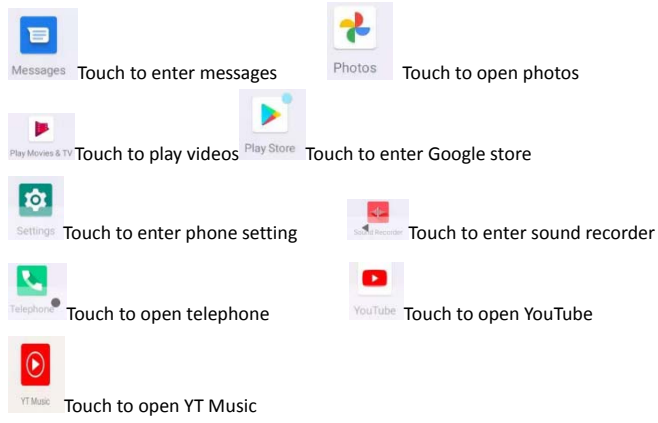 Messages Touch to enter messages Photos Touch to open photos
Play Movies & TV Touch to play videos Play Store Touch to enter Google store
Settings Touch to enter phone setting Sound Recorder Touch to enter sound recorder
Telephone Touch to open telephone YouTube Touch to open YouTube
YT Music Touch to open YT Music